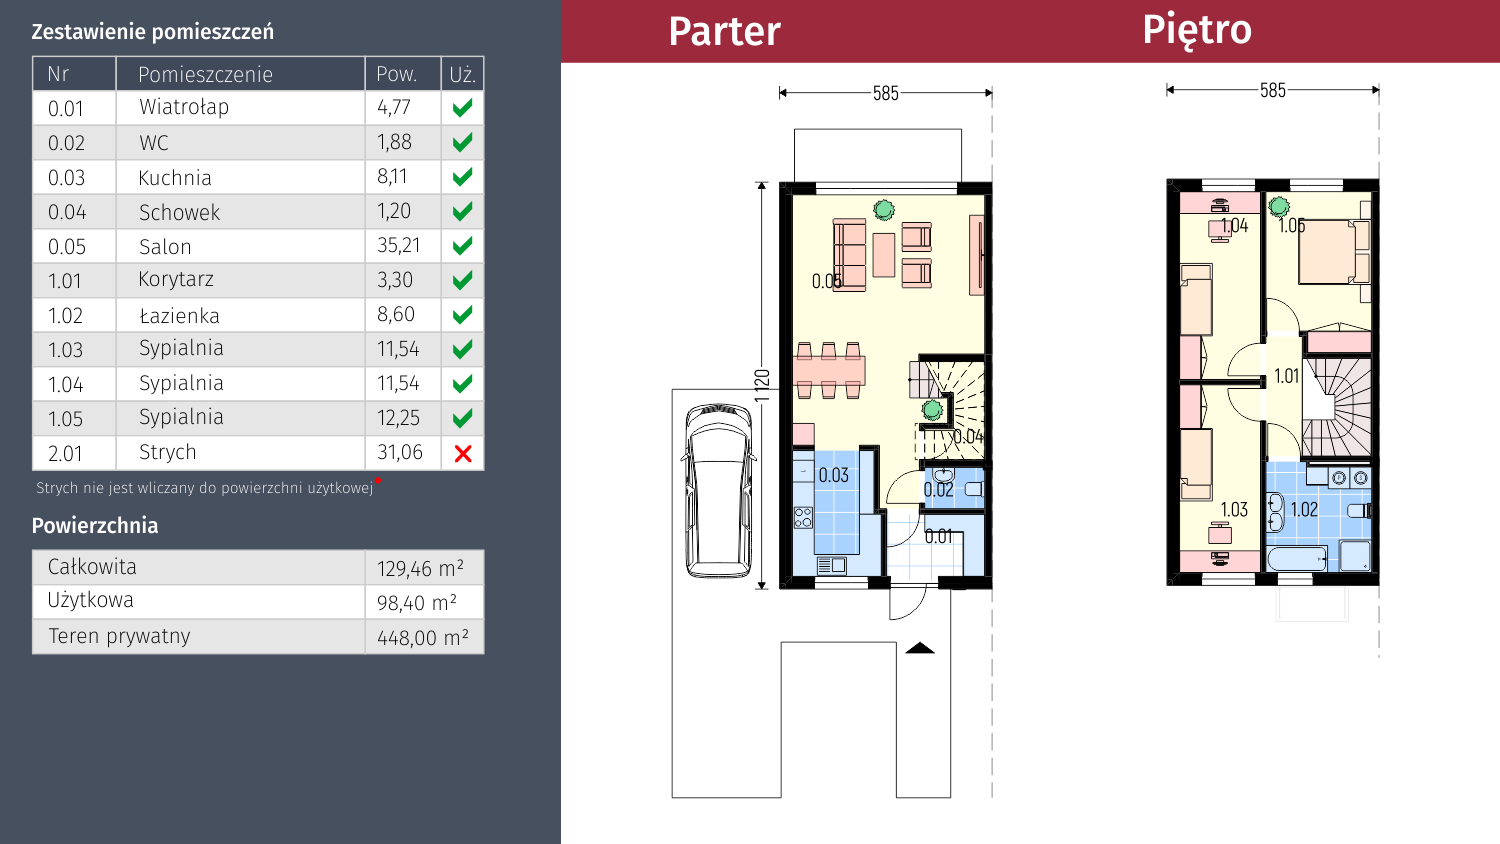 Zestawienie pomieszczeń
Nr Pomieszczenie Pow. Uż.
0.01 Wiatrołap 4,77
0.02 WC 1,88
0.03 Kuchnia 8,11
0.04 Schowek 1,20
0.05 Salon 35,21
1.01 Korytarz 3,30
1.02 Łazienka 8,60
1.03 Sypialnia 11,54
1.04 Sypialnia 11,54
1.05 Sypialnia 12,25
2.01 Strych 31,06
Strych nie jest wliczany do powierzchni użytkowej
Powierzchnia
Całkowita 129,46 m²
Użytkowa 98,40 m²
Teren prywatny 448,00 m²
Parter
585
1 120
0.05
0.04
0.03
0.02
0.01
Piętro
585
1.04
1.05
1.01
1.03
1.02